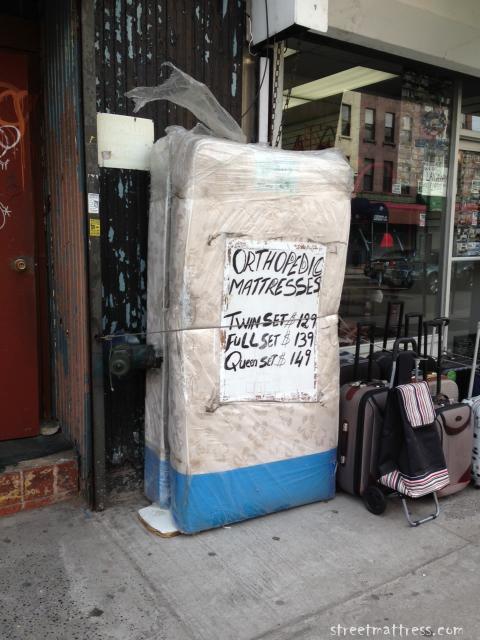 ORTHOPEDIC
MATTRESSES
TWIN SET $129
FULL SET $139
Queen SET $149
streetmattress.com